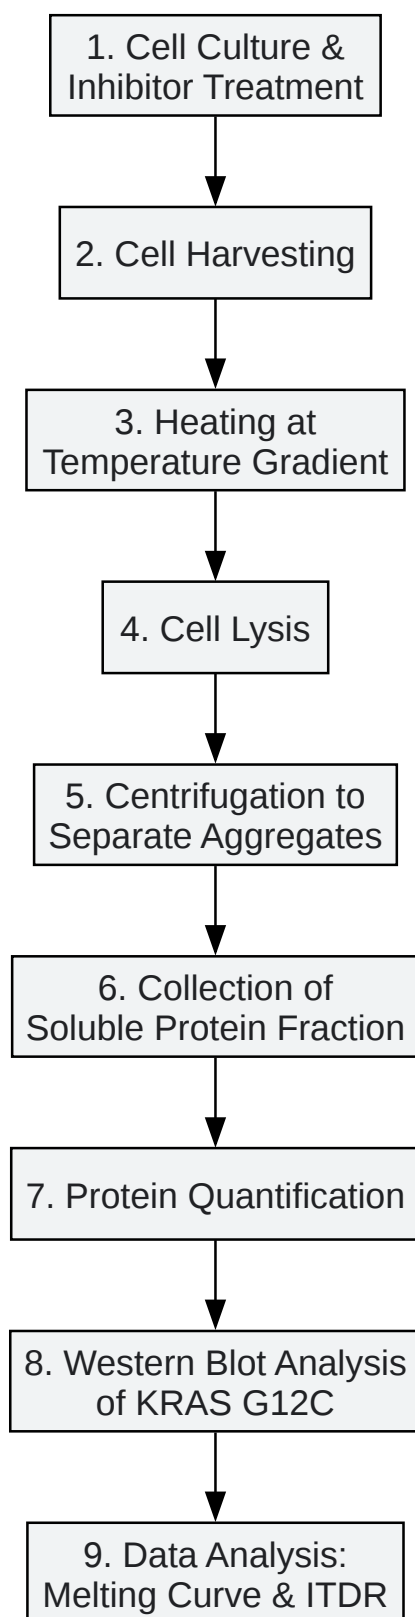 1. Cell Culture &
Inhibitor Treatment
2. Cell Harvesting
3. Heating at
Temperature Gradient
4. Cell Lysis
5. Centrifugation to
Separate Aggregates
6. Collection of
Soluble Protein Fraction
7. Protein Quantification
8. Western Blot Analysis
of KRAS G12C
9. Data Analysis:
Melting Curve & ITDR